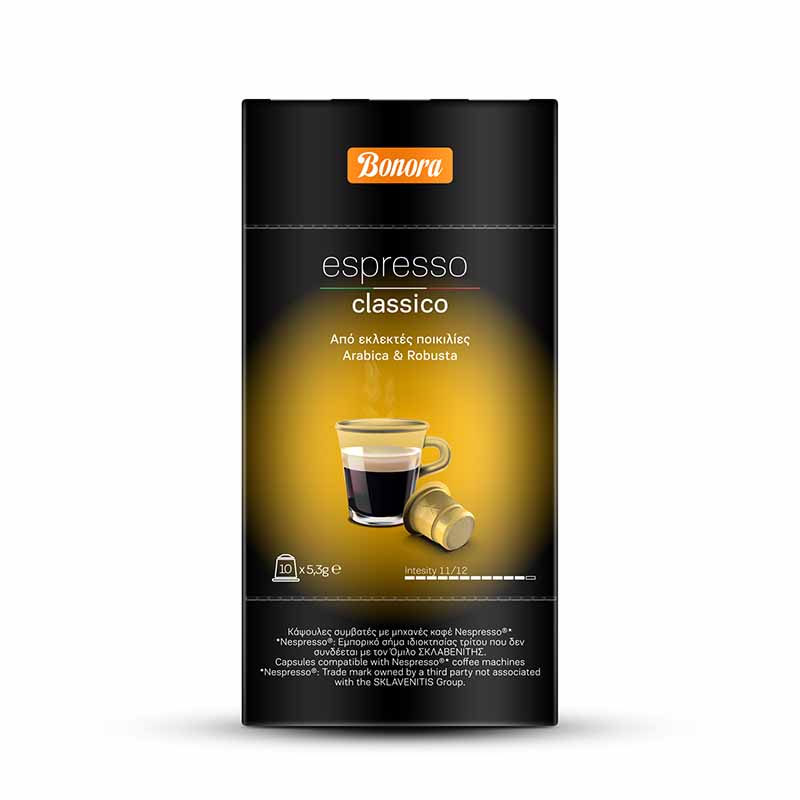 Bonora
espresso
classico
Από εκλεκτές ποικιλίες
Arabica & Robusta
10 x 5,3g ℮
Intesity 11/12
Κάψουλες συμβατές με μηχανές καφέ Nespresso®*
*Nespresso®: Εμπορικό σήμα ιδιοκτησίας τρίτου που δεν
συνδέεται με τον Όμιλο ΣΚΛΑΒΕΝΙΤΗΣ.
Capsules compatible with Nespresso®* coffee machines
*Nespresso®: Trade mark owned by a third party not associated
with the SKLAVENITIS Group.